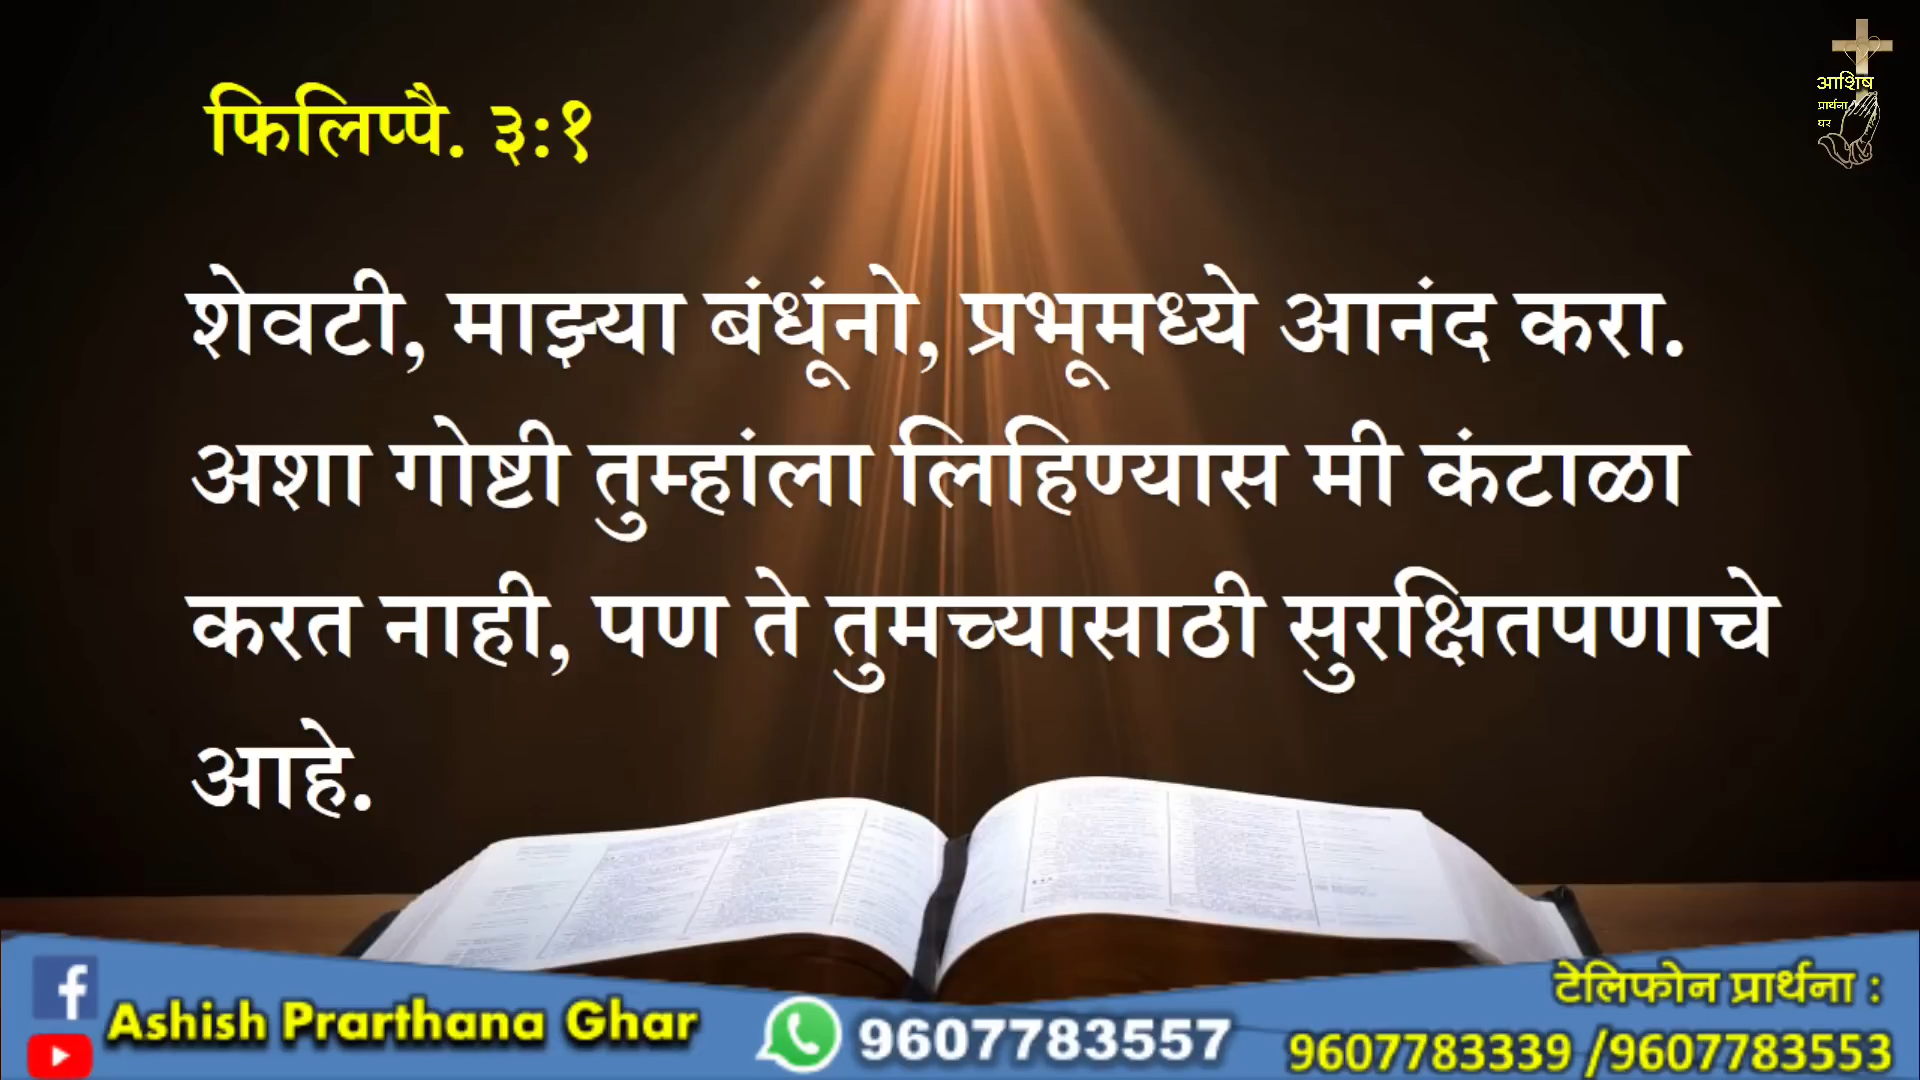 फिलिप्पै. ३:१
आशिष
प्रार्थना
घर
शेवटी, माझ्या बंधूंनो, प्रभूमध्ये आनंद करा.
अशा गोष्टी तुम्हांला लिहिण्यास मी कंटाळा
करत नाही, पण ते तुमच्यासाठी सुरक्षितपणाचे
आहे.
Ashish Prarthana Ghar
9607783557
टेलिफोन प्रार्थना :
9607783339 /9607783553